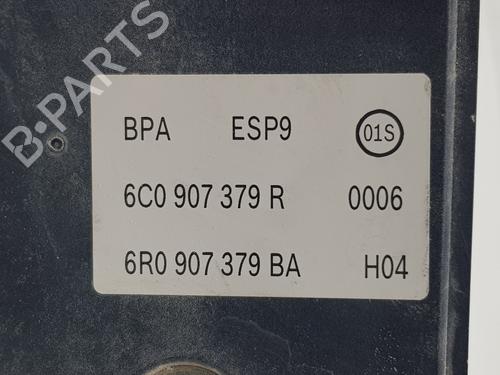 B-PARTS
BPA ESP9 01S
6C0 907 379 R 0006
6R0 907 379 BA H04